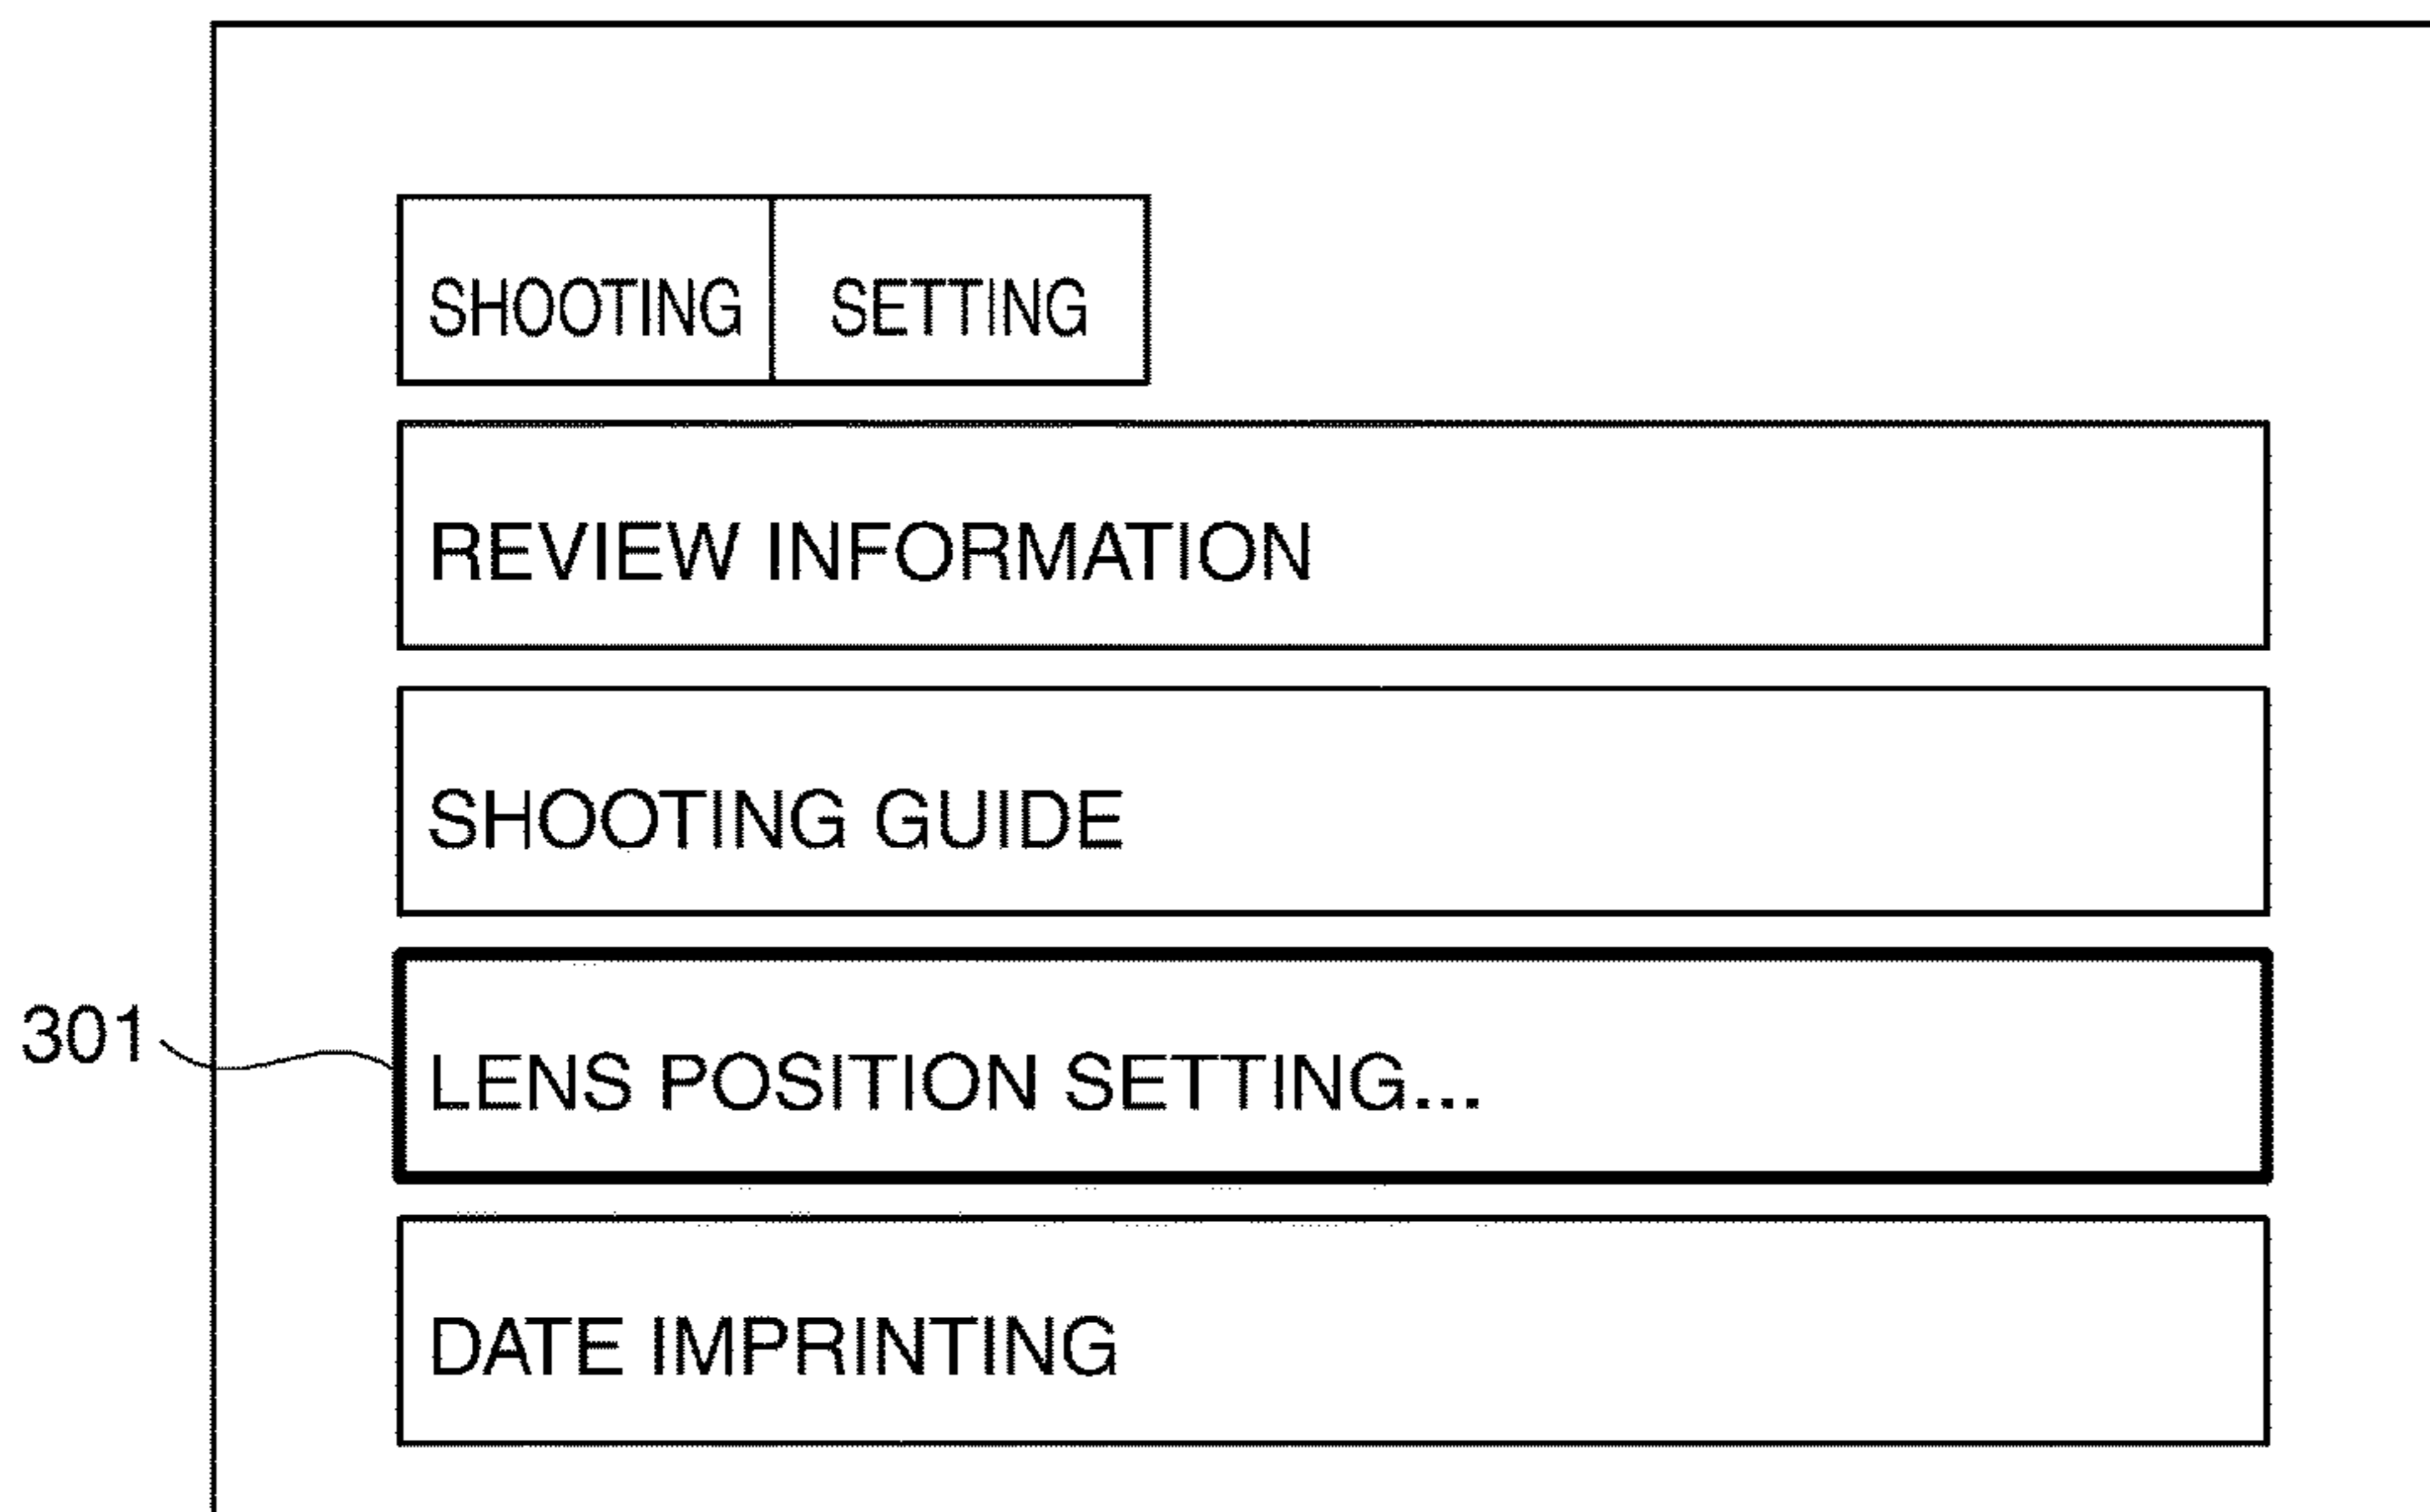 SHOOTING SETTING
REVIEW INFORMATION
SHOOTING GUIDE
301 LENS POSITION SETTING...
DATE IMPRINTING